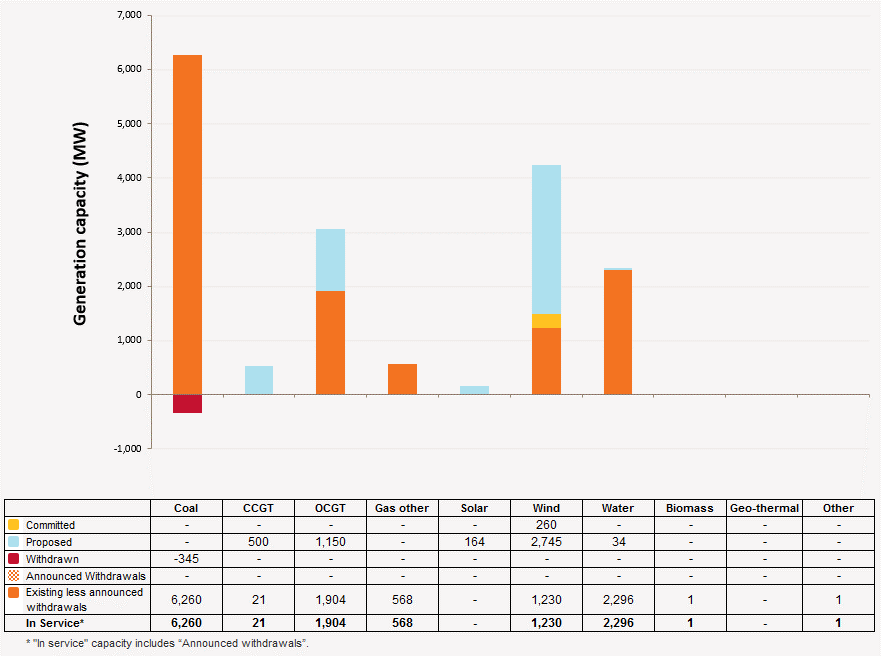 7,000
6,000
5,000
4,000
3,000
2,000
1,000
0
-1,000
Generation capacity (MW)
Coal CCGT OCGT Gas other Solar Wind Water Biomass Geo-thermal Other
Committed - - - - - 260 - - - -
Proposed - 500 1,150 - 164 2,745 34 - - -
Withdrawn -345 - - - - - - - - -
Announced Withdrawals - - - - - - - - - -
Existing less announced
withdrawals 6,260 21 1,904 568 - 1,230 2,296 1 - 1
In Service* 6,260 21 1,904 568 - 1,230 2,296 1 - 1
* "In service" capacity includes “Announced withdrawals”.